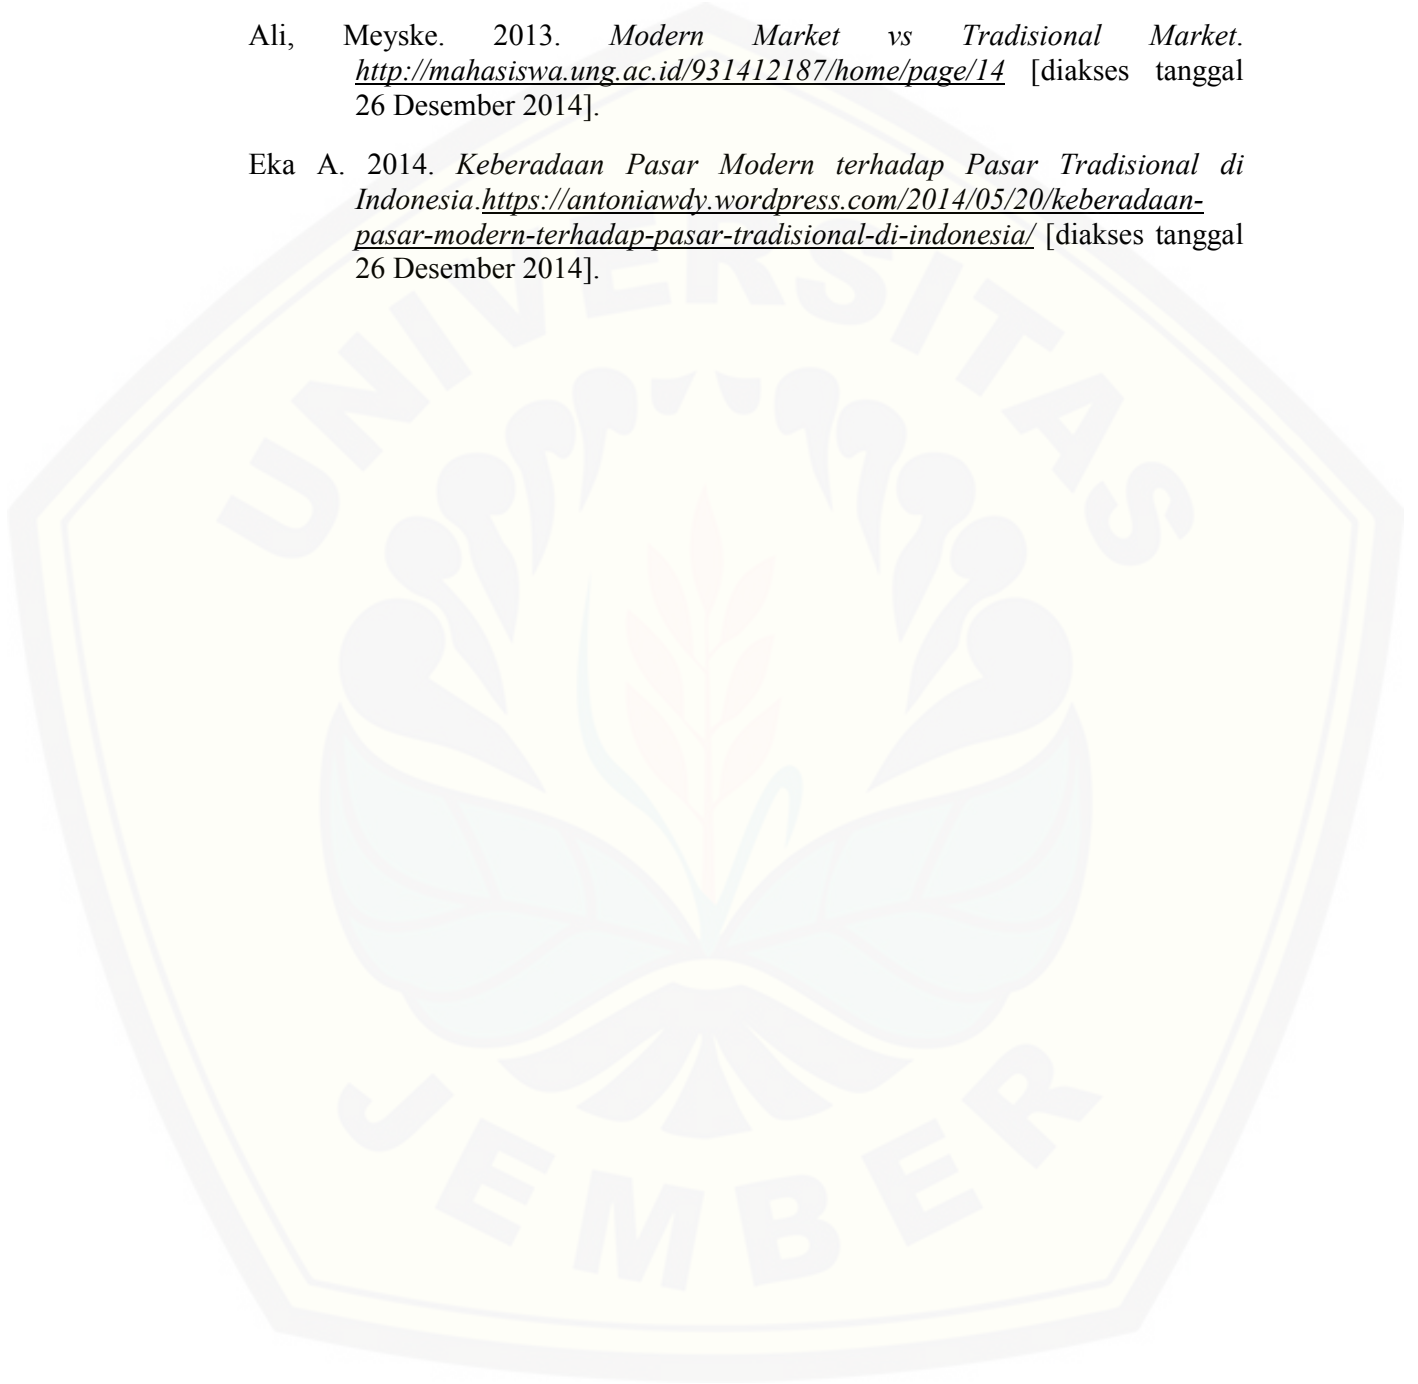 Ali, Meyske. 2013. Modern Market vs Tradisional Market.
http://mahasiswa.ung.ac.id/931412187/home/page/14 [diakses tanggal
26 Desember 2014].
Eka A. 2014. Keberadaan Pasar Modern terhadap Pasar Tradisional di
Indonesia.https://antoniawdy.wordpress.com/2014/05/20/keberadaan-
pasar-modern-terhadap-pasar-tradisional-di-indonesia/ [diakses tanggal
26 Desember 2014].
UNIVERSITAS
JEMBER